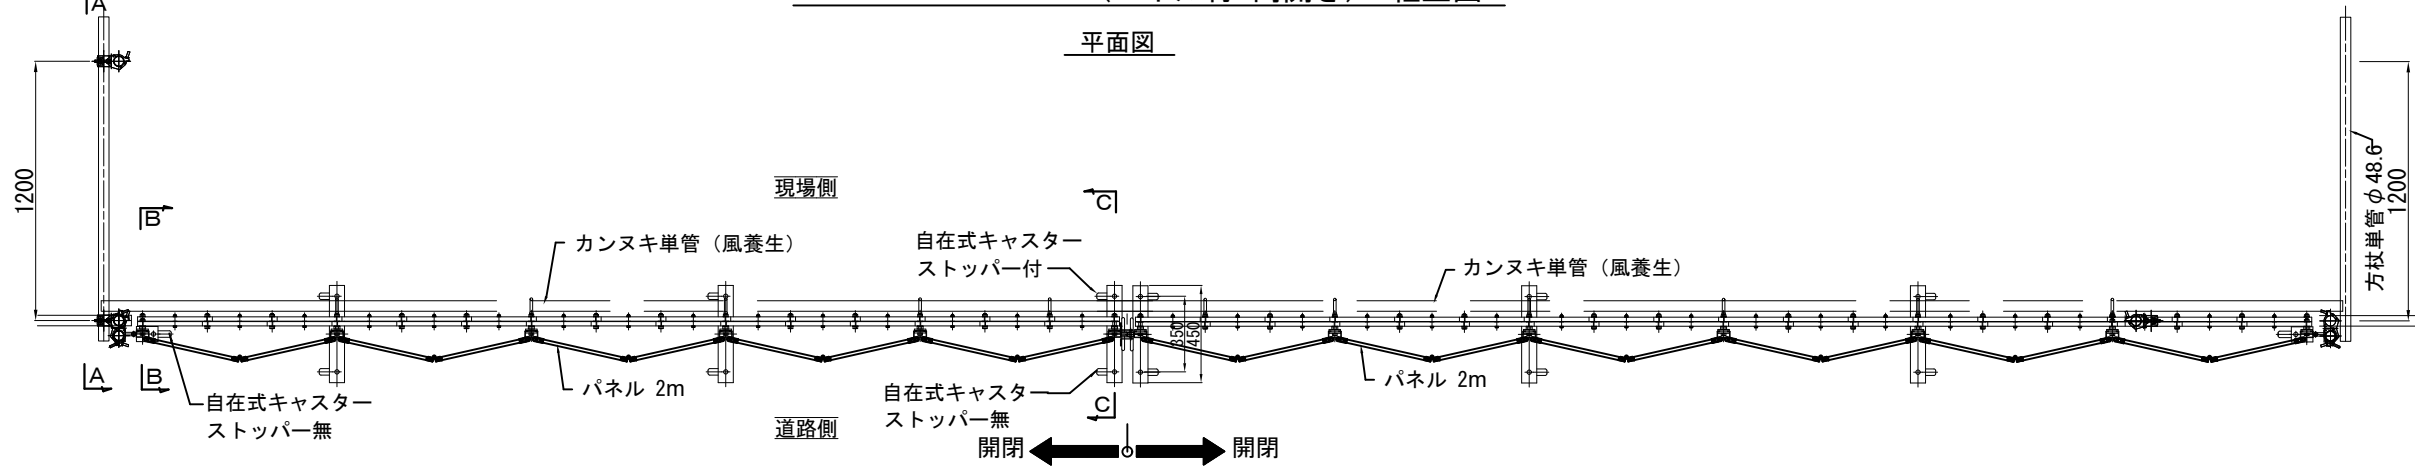 A
平面図
1200
現場側
B
C
カンヌキ単管（風養生）
自在式キャスター
ストッパー付
カンヌキ単管（風養生）
方杖単管φ48.6
1200
350
450
A
B
パネル 2m
パネル 2m
自在式キャスター
ストッパー無
自在式キャスター
ストッパー無
C
道路側
開閉
開閉